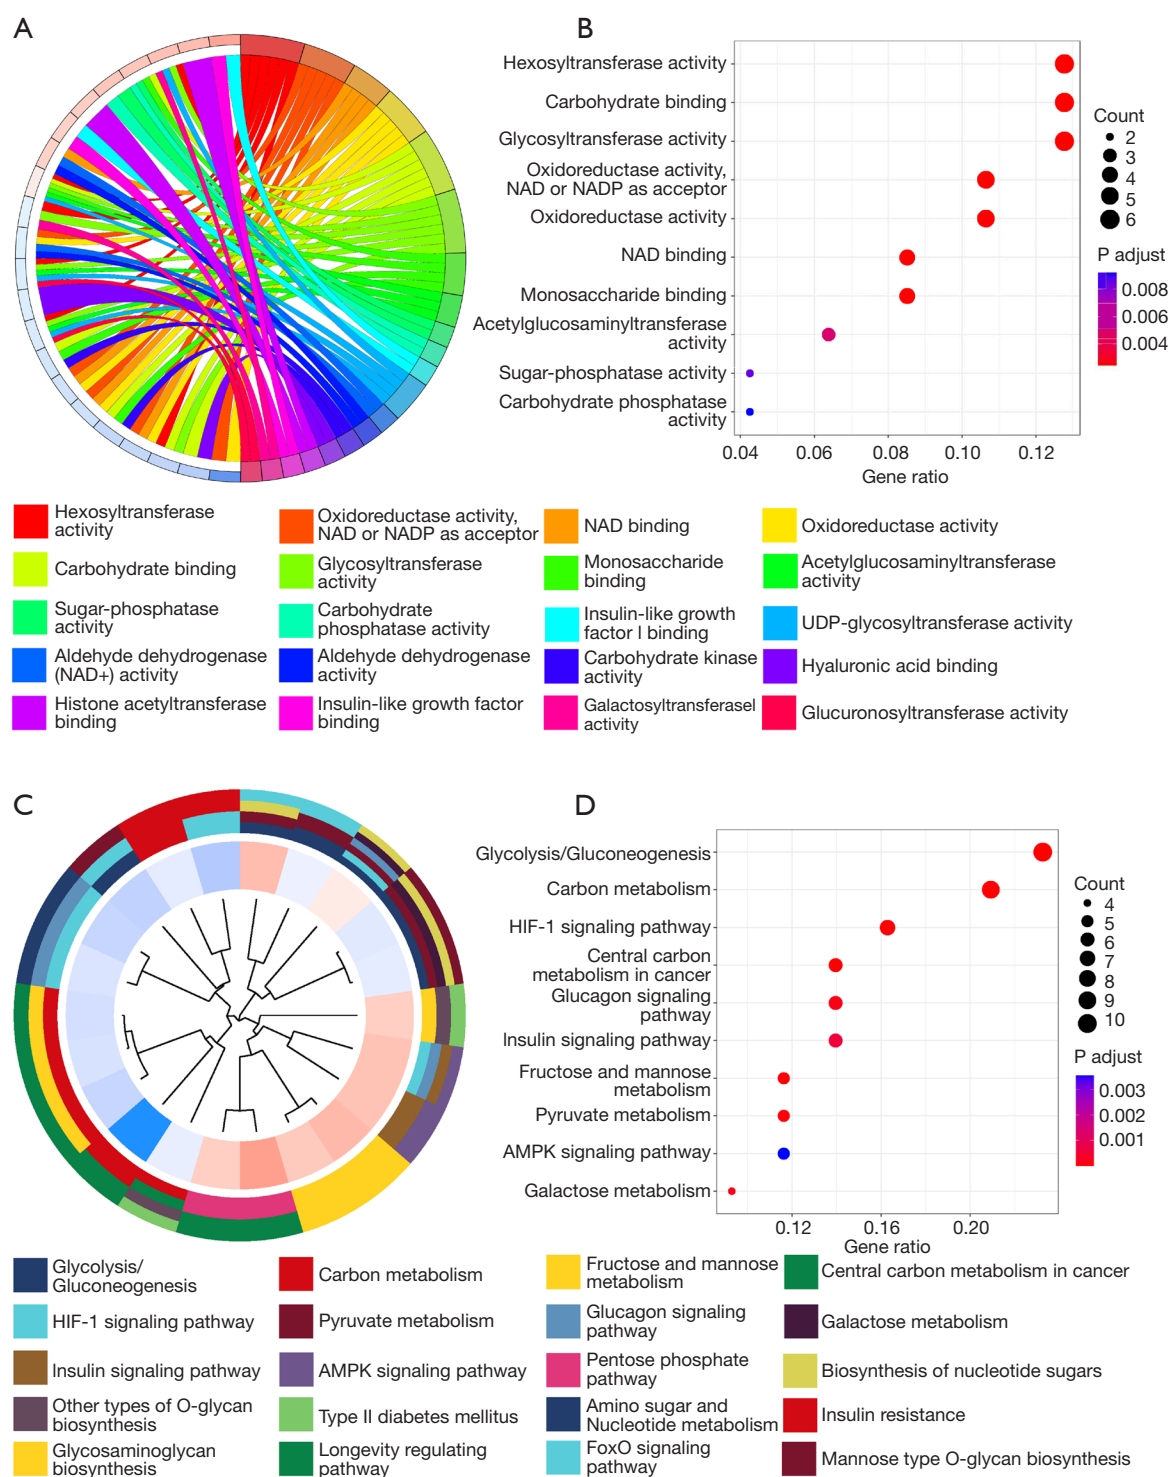 A
B
Hexosyltransferase activity
Carbohydrate binding
Glycosyltransferase activity
Oxidoreductase activity,
NAD or NADP as acceptor
Oxidoreductase activity
NAD binding
Monosaccharide binding
Acetylglucosaminyltransferase
activity
Sugar-phosphatase activity
Carbohydrate phosphatase
activity
0.04 0.06 0.08 0.10 0.12
Gene ratio
Count
2
3
4
5
6
P adjust
0.008
0.006
0.004
Hexosyltransferase
activity
Oxidoreductase activity,
NAD or NADP as acceptor
NAD binding
Oxidoreductase activity
Carbohydrate binding
Glycosyltransferase
activity
Monosaccharide
binding
Acetylglucosaminyltransferase
activity
Sugar-phosphatase
activity
Carbohydrate
phosphatase activity
Insulin-like growth
factor I binding
UDP-glycosyltransferase activity
Aldehyde dehydrogenase
(NAD+) activity
Aldehyde dehydrogenase
activity
Carbohydrate kinase
activity
Hyaluronic acid binding
Histone acetyltransferase
binding
Insulin-like growth factor
binding
Galactosyltransferasel
activity
Glucuronosyltransferase activity
C
D
Glycolysis/Gluconeogenesis
Carbon metabolism
HIF-1 signaling pathway
Central carbon
metabolism in cancer
Glucagon signaling
pathway
Insulin signaling pathway
Fructose and mannose
metabolism
Pyruvate metabolism
AMPK signaling pathway
Galactose metabolism
0.12 0.16 0.20
Gene ratio
Count
4
5
6
7
8
9
10
P adjust
0.003
0.002
0.001
Glycolysis/
Gluconeogenesis
Carbon metabolism
Fructose and mannose
metabolism
Central carbon metabolism in cancer
HIF-1 signaling pathway
Pyruvate metabolism
Glucagon signaling
pathway
Galactose metabolism
Insulin signaling pathway
AMPK signaling pathway
Pentose phosphate
pathway
Biosynthesis of nucleotide sugars
Other types of O-glycan
biosynthesis
Type II diabetes mellitus
Amino sugar and
Nucleotide metabolism
Insulin resistance
Glycosaminoglycan
biosynthesis
Longevity regulating
pathway
FoxO signaling
pathway
Mannose type O-glycan biosynthesis